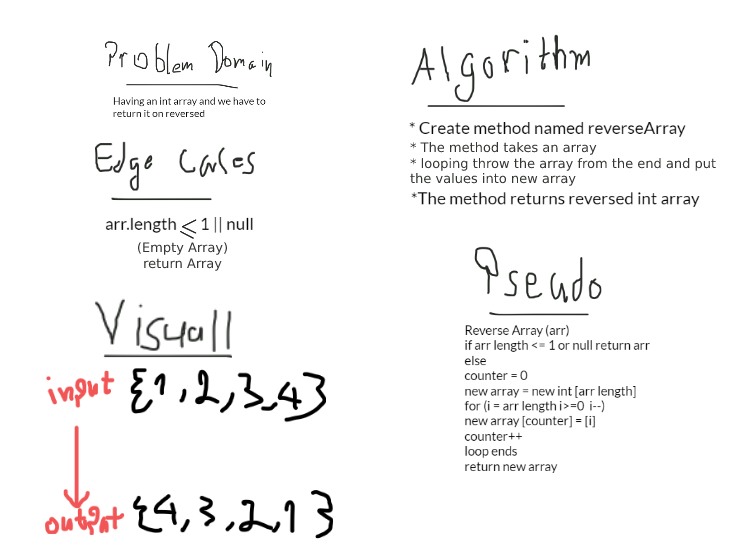 Problem Domain
Having an int array and we have to
return it on reversed
Edge Cases
arr.length ⩽ 1 || null
(Empty Array)
return Array
Visuall
input {1,2,3,4}
output {4,3,2,1}
Algorithm
* Create method named reverseArray
* The method takes an array
* looping throw the array from the end and put
the values into new array
*The method returns reversed int array
Pseudo
Reverse Array (arr)
if arr length <= 1 or null return arr
else
counter = 0
new array = new int [arr length]
for (i = arr length i>=0 i--)
new array [counter] = [i]
counter++
loop ends
return new array